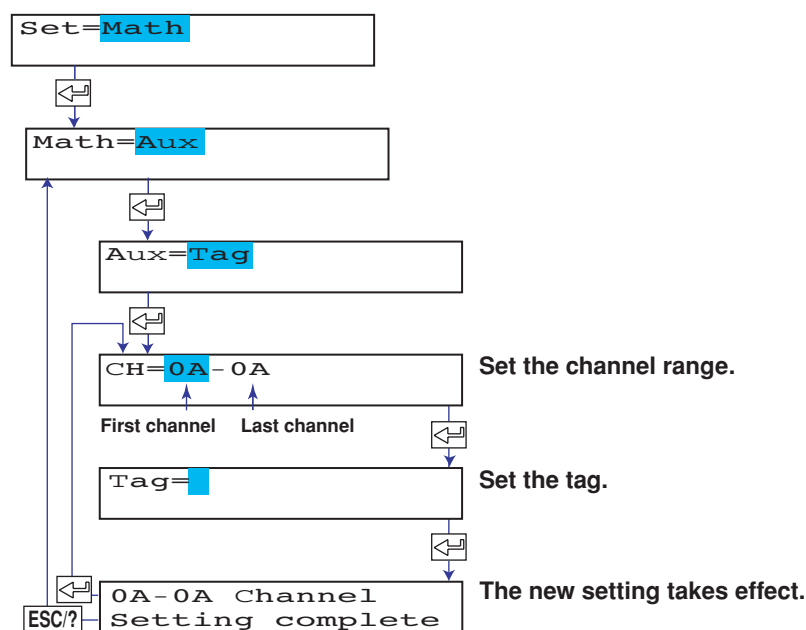 Set=Math
Math=Aux
Aux=Tag
CH=0A-0A
Set the channel range.
First channel Last channel
Tag=
Set the tag.
0A-0A Channel
Setting complete
The new setting takes effect.
ESC/?